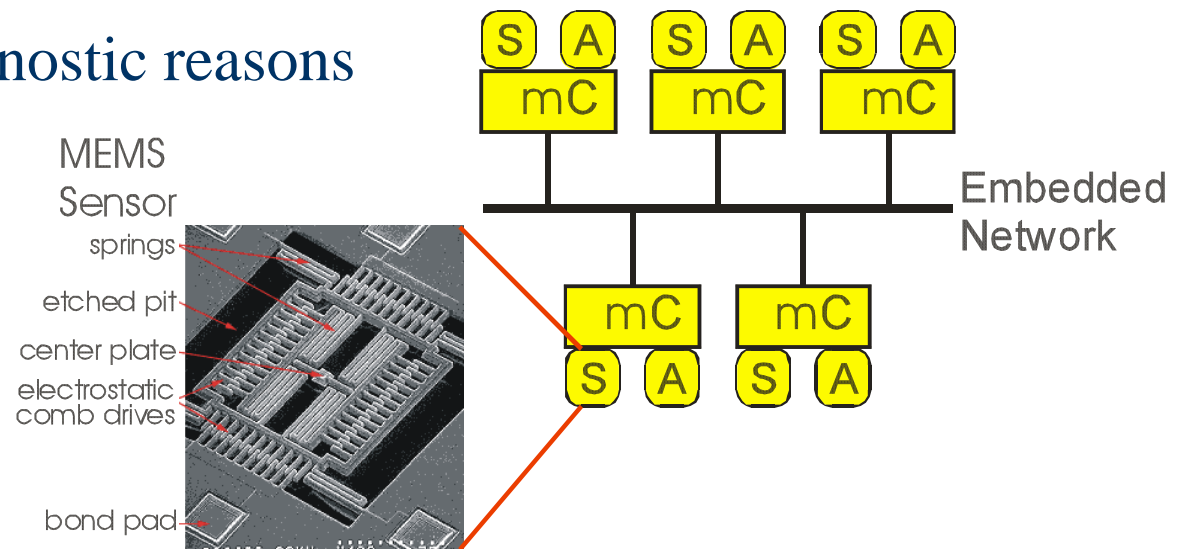 nostic reasons
S A S A S A
mC mC mC
MEMS
Sensor
springs
etched pit
center plate
electrostatic
comb drives
bond pad
Embedded
Network
mC mC
S A S A